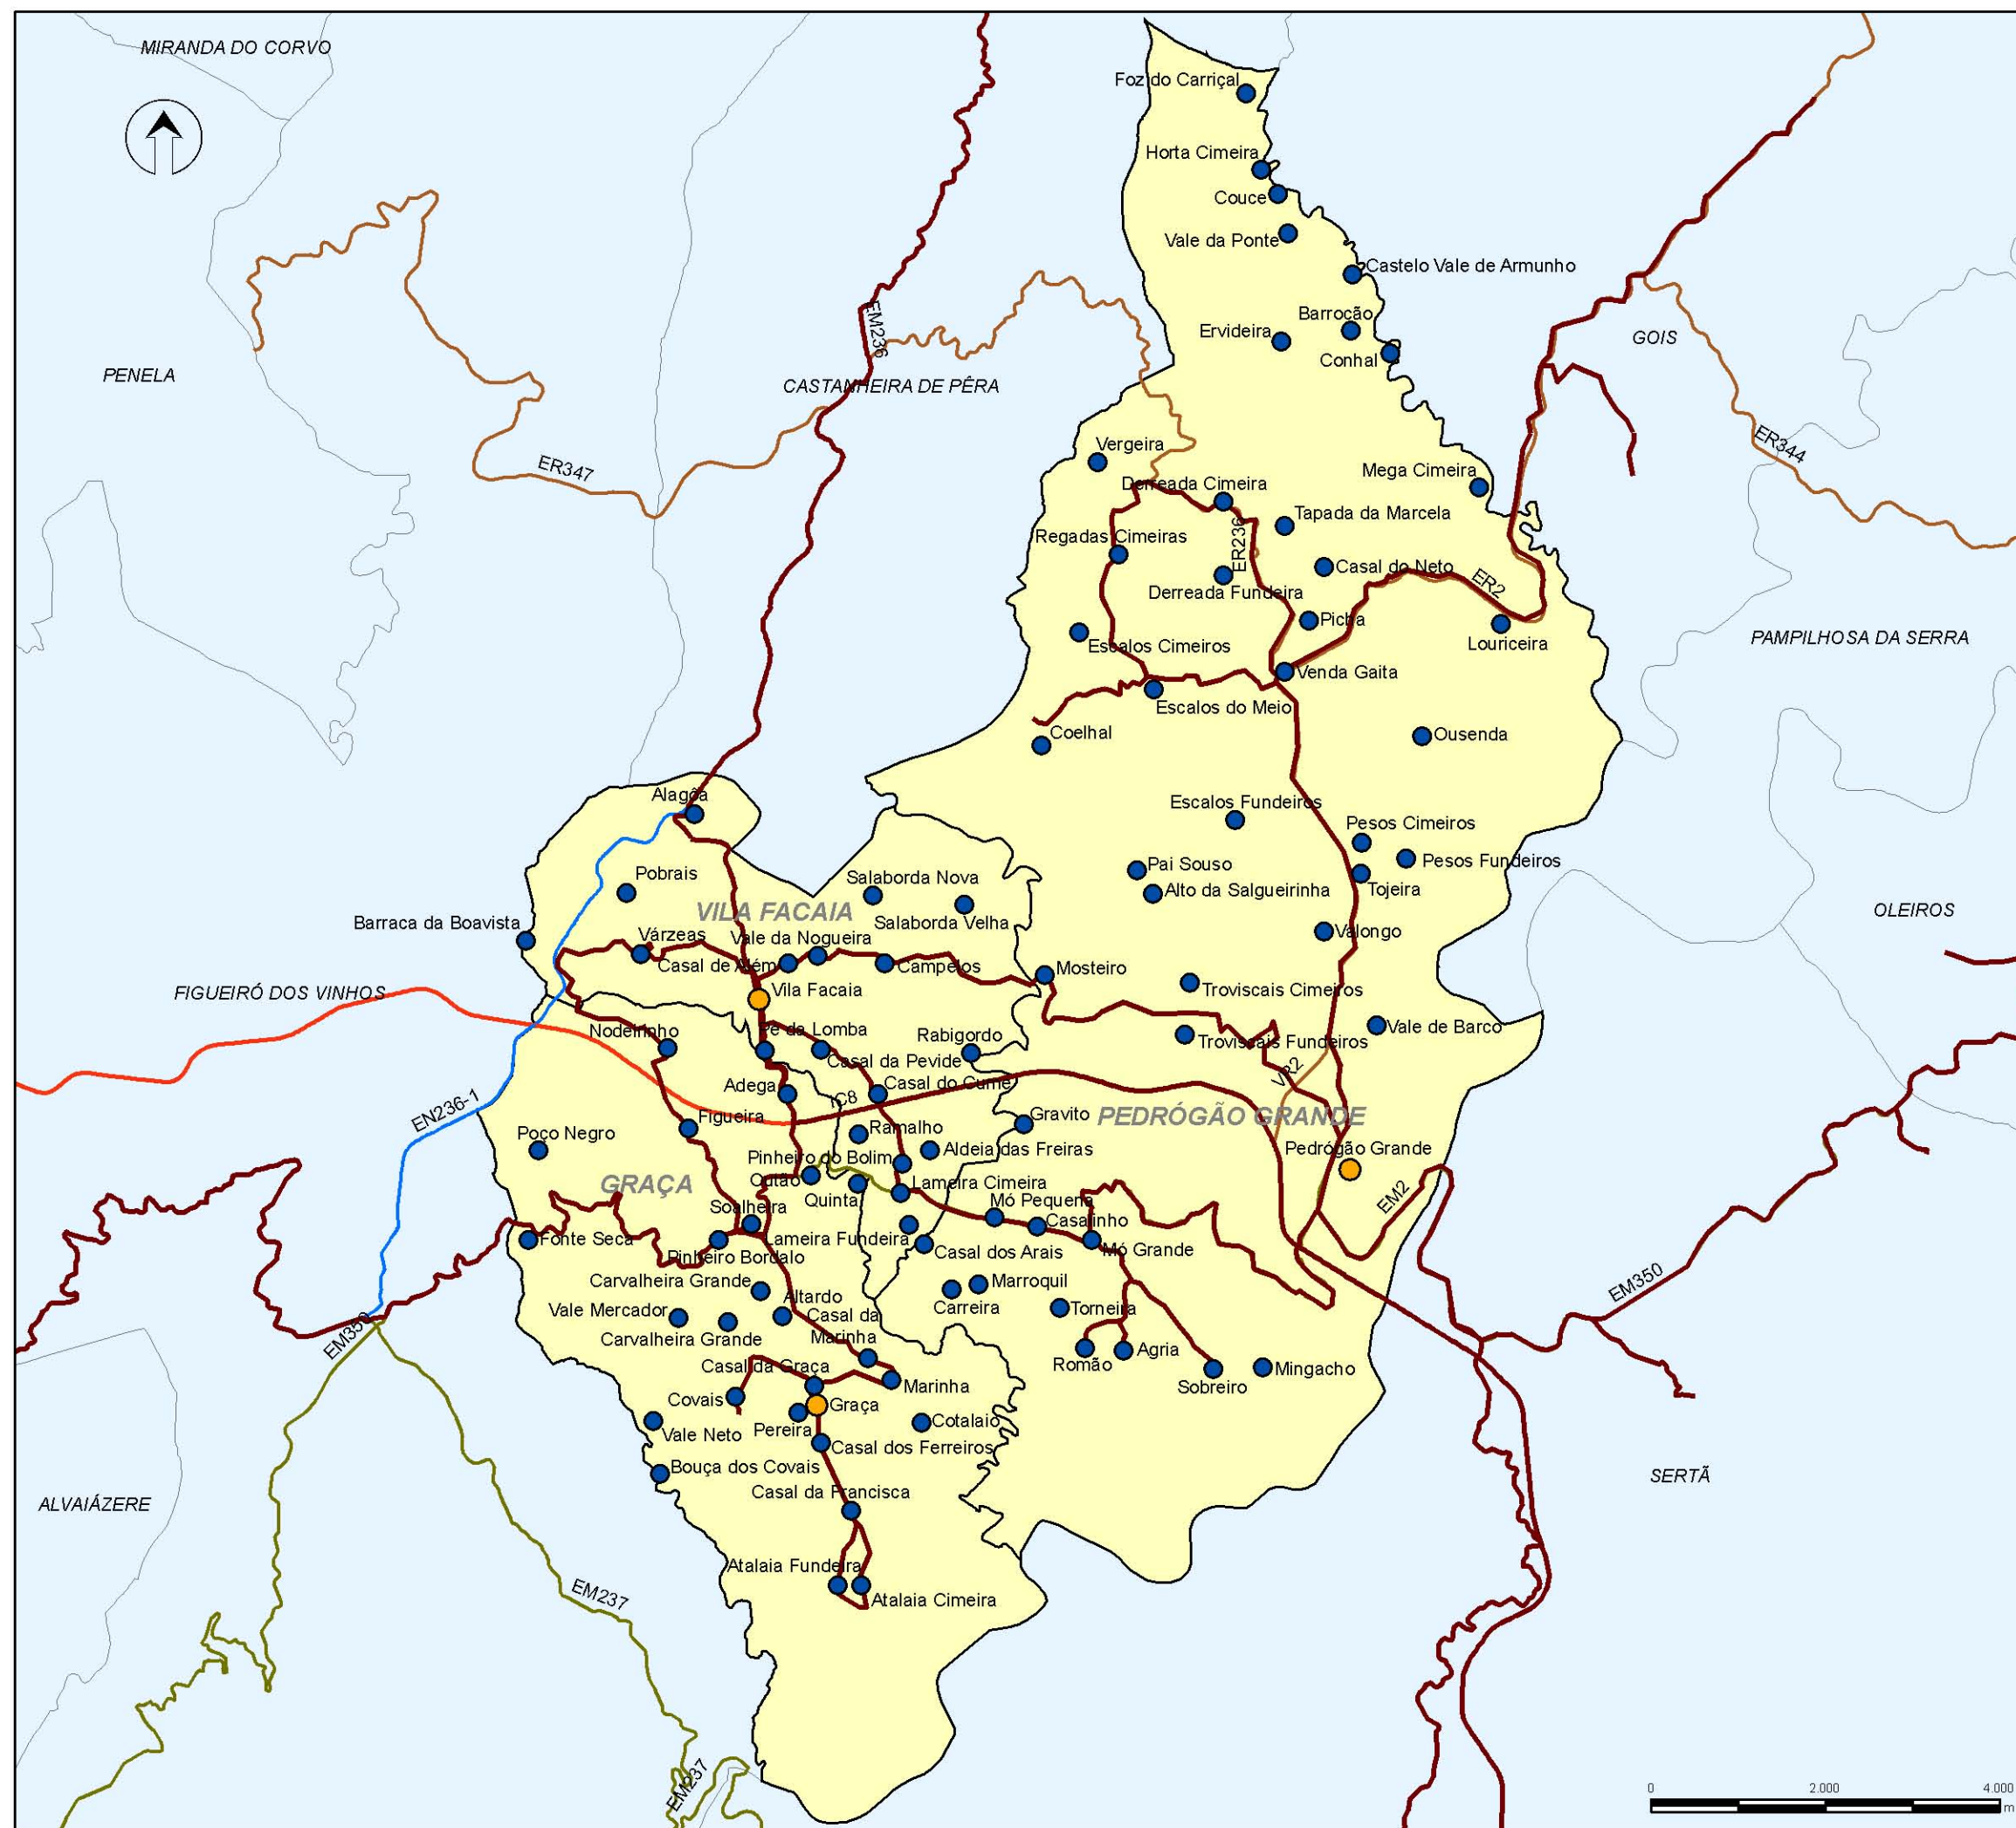 MIRANDA DO CORVO
Foz do Carriçal
Horta Cimeira
Couce
Vale da Ponte
Castelo Vale de Armunho
Barrocão
Ervideira
Conhal
GOIS
EM236
PENELA
CASTANHEIRA DE PÊRA
ER347
Vergeira
ER344
Mega Cimeira
Derreada Cimeira
Tapada da Marcela
Regadas Cimeiras
ER236
Casal do Neto
ER2
Derreada Fundeira
Picha
Louriceira
PAMPILHOSA DA SERRA
Escalos Cimeiros
Venda Gaita
Escalos do Meio
Coelhal
Ousenda
Alagôa
Escalos Fundeiros
Pesos Cimeiros
Pesos Fundeiros
Pai Souso
Pobrais
Salaborda Nova
Alto da Salgueirinha
Tojeira
VILA FACAIA
OLEIROS
Barraca da Boavista
Salaborda Velha
Várzeas
Vale da Nogueira
Valongo
Casal de Além
Campelos
Mosteiro
FIGUEIRÓ DOS VINHOS
Vila Facaia
Troviscais Cimeiros
Nodeirinho
Pé da Lomba
Rabigordo
Vale de Barco
Troviscais Fundeiros
Casal da Pevide
VR2
Adega
Casal do Cume
IC8
EN236-1
Figueira
Gravito
PEDRÓGÃO GRANDE
Poço Negro
Ramalho
Aldeia das Freiras
Pedrógão Grande
Pinheiro do Bolim
GRAÇA
Outão
Lameira Cimeira
Quinta
Mó Pequena
EM2
Soalheira
Casalinho
Fonte Seca
Lameira Fundeira
Pinheiro Bordalo
Casal dos Arais
Mó Grande
Carvalheira Grande
Marroquil
EM350
Altardo
Carreira
Vale Mercador
Casal da
Marinha
Torneira
EM350
Carvalheira Grande
Romão
Agria
Casal da Graça
Mingacho
Sobreiro
Marinha
Covais
Graça
Cotalaio
Pereira
Vale Neto
Casal dos Ferreiros
Bouça dos Covais
SERTÃ
Casal da Francisca
ALVAIÁZERE
Atalaia Fundeira
EM237
Atalaia Cimeira
EM237
0 2.000 4.000
m